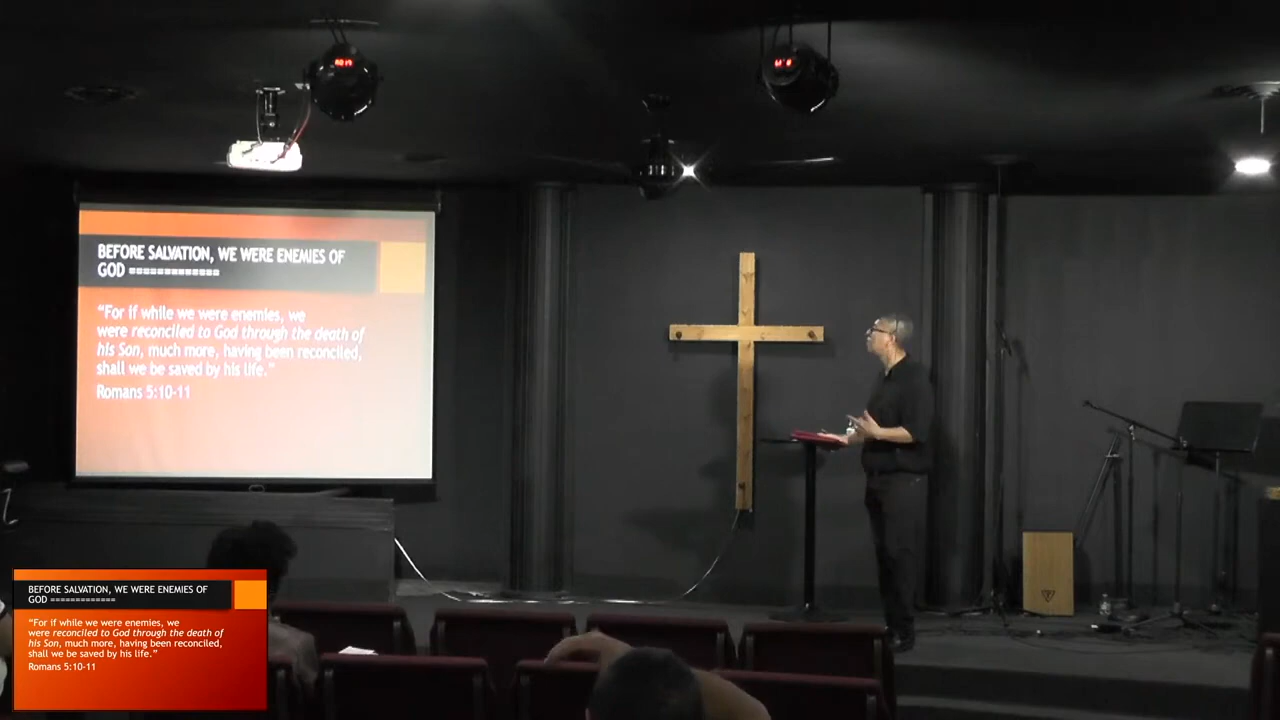 BEFORE SALVATION, WE WERE ENEMIES OF
GOD =============
“For if while we were enemies, we
were reconciled to God through the death of
his Son, much more, having been reconciled,
shall we be saved by his life.”
Romans 5:10-11
BEFORE SALVATION, WE WERE ENEMIES OF
GOD =============
“For if while we were enemies, we
were reconciled to God through the death of
his Son, much more, having been reconciled,
shall we be saved by his life.”
Romans 5:10-11